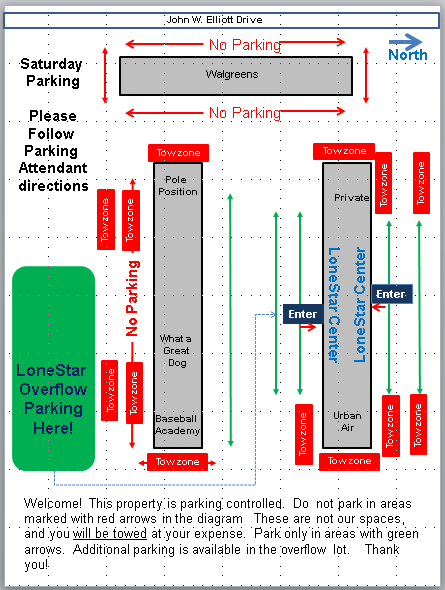 John W. Elliott Drive
No Parking
North
Saturday
Parking
Walgreens
No Parking
Please
Follow
Parking
Attendant
directions
Towzone
Towzone
Pole
Position
Private
Towzone
Towzone
Towzone
Towzone
No Parking
LoneStar Center
LoneStar Center
Enter
Enter
LoneStar
Overflow
Parking
Here!
What a
Great
Dog
Towzone
Towzone
Baseball
Academy
Urban
Air
Towzone
Towzone
Towzone
Towzone
Towzone
Welcome!  This property is parking controlled.  Do  not park in areas
marked with red arrows in the diagram   These are not our spaces,
and you will be towed at your expense.  Park only in areas with green
arrows.  Additional parking is available in the overflow  lot.    Thank
you!